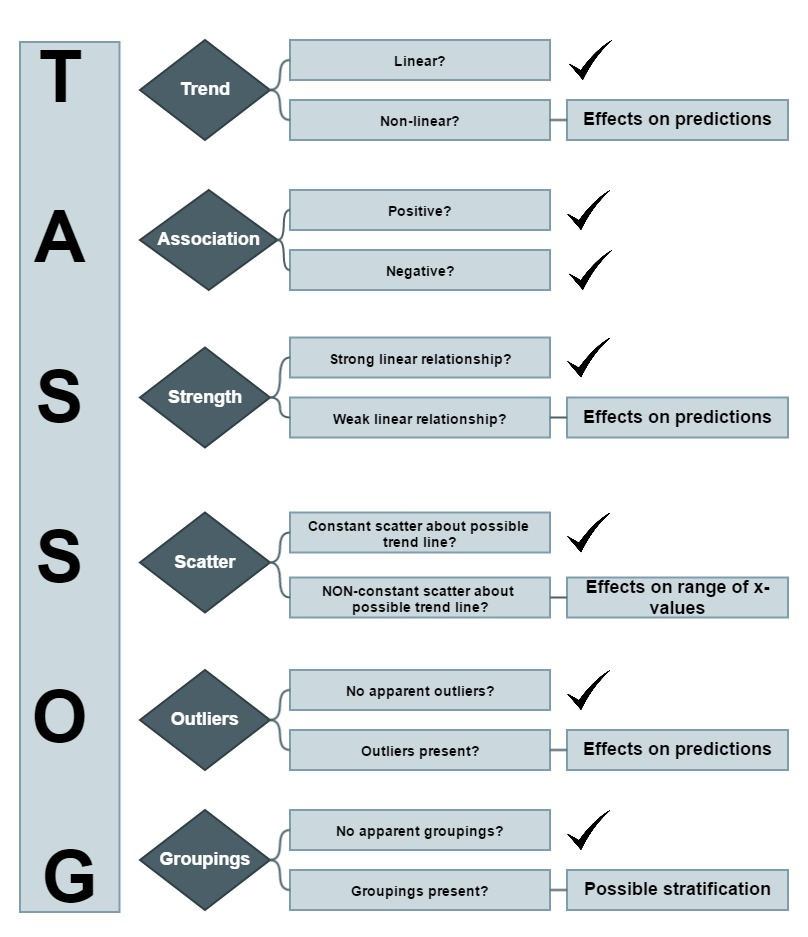 T
Trend
Linear?
Non-linear?
Effects on predictions
A
Association
Positive?
Negative?
S
Strength
Strong linear relationship?
Weak linear relationship?
Effects on predictions
S
Scatter
Constant scatter about possible
trend line?
NON-constant scatter about
possible trend line?
Effects on range of x-
values
O
Outliers
No apparent outliers?
Outliers present?
Effects on predictions
G
Groupings
No apparent groupings?
Groupings present?
Possible stratification